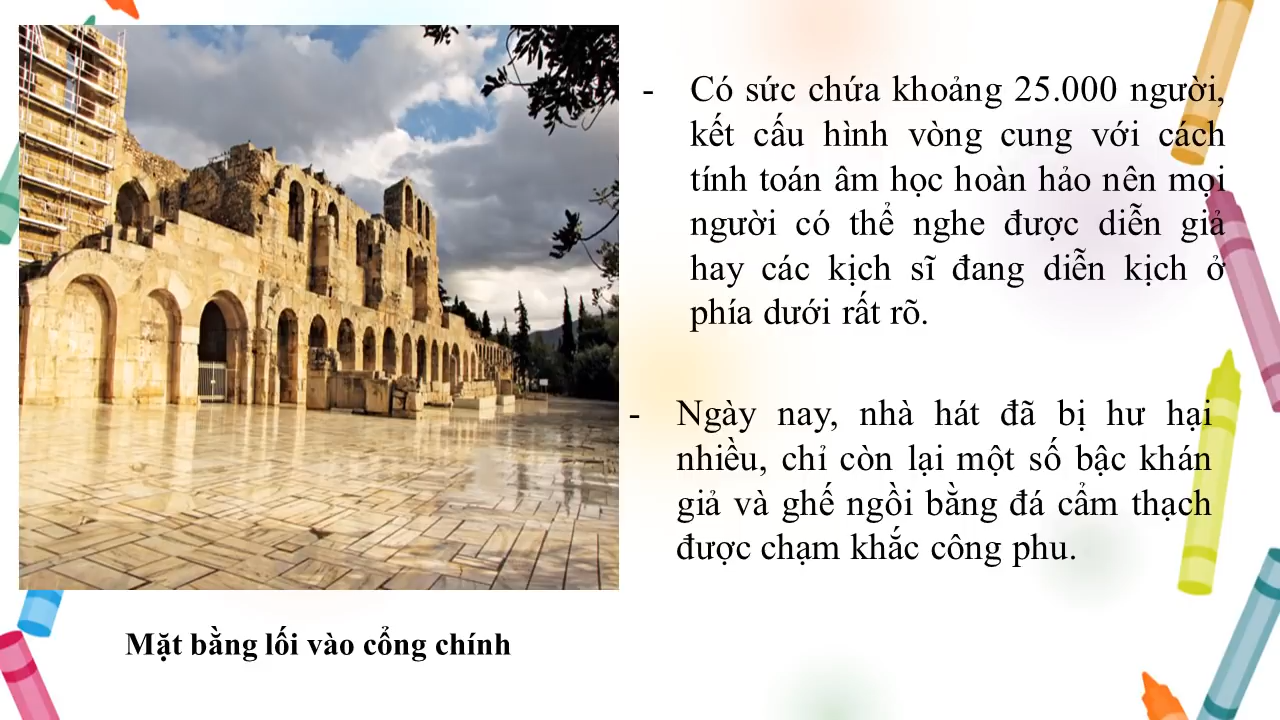 - Có sức chứa khoảng 25.000 người,
kết cấu hình vòng cung với cách
tính toán âm học hoàn hảo nên mọi
người có thể nghe được diễn giả
hay các kịch sĩ đang diễn kịch ở
phía dưới rất rõ.
- Ngày nay, nhà hát đã bị hư hại
nhiều, chỉ còn lại một số bậc khán
giả và ghế ngồi bằng đá cẩm thạch
được chạm khắc công phu.
Mặt bằng lối vào cổng chính